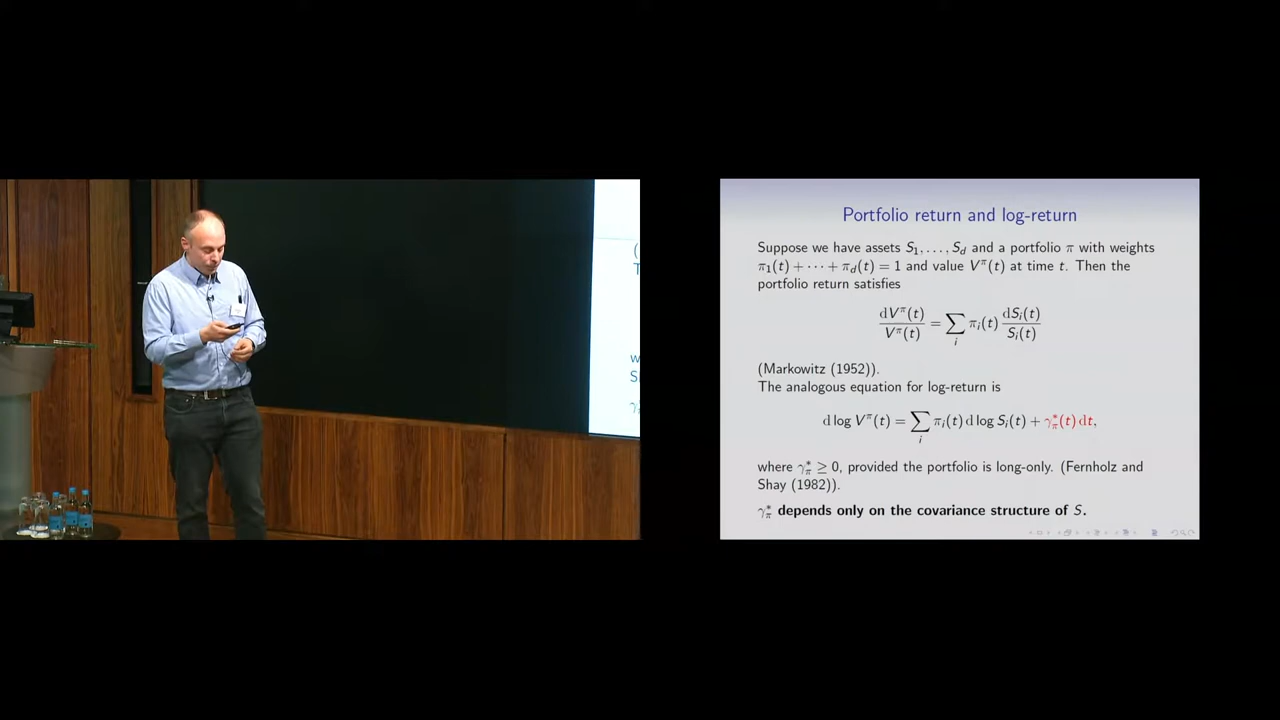 Portfolio return and log-return
Suppose we have assets S₁, . . . , S_d and a portfolio π with weights
π₁(t) + · · · + π_d(t) = 1 and value V^π(t) at time t. Then the
portfolio return satisfies
dV^π(t)/V^π(t) = ∑_i π_i(t) dS_i(t)/S_i(t)
(Markowitz (1952)).
The analogous equation for log-return is
d log V^π(t) = ∑_i π_i(t) d log S_i(t) + γ*_π(t) dt,
where γ*_π ≥ 0, provided the portfolio is long-only. (Fernholz and
Shay (1982)).
γ*_π depends only on the covariance structure of S.